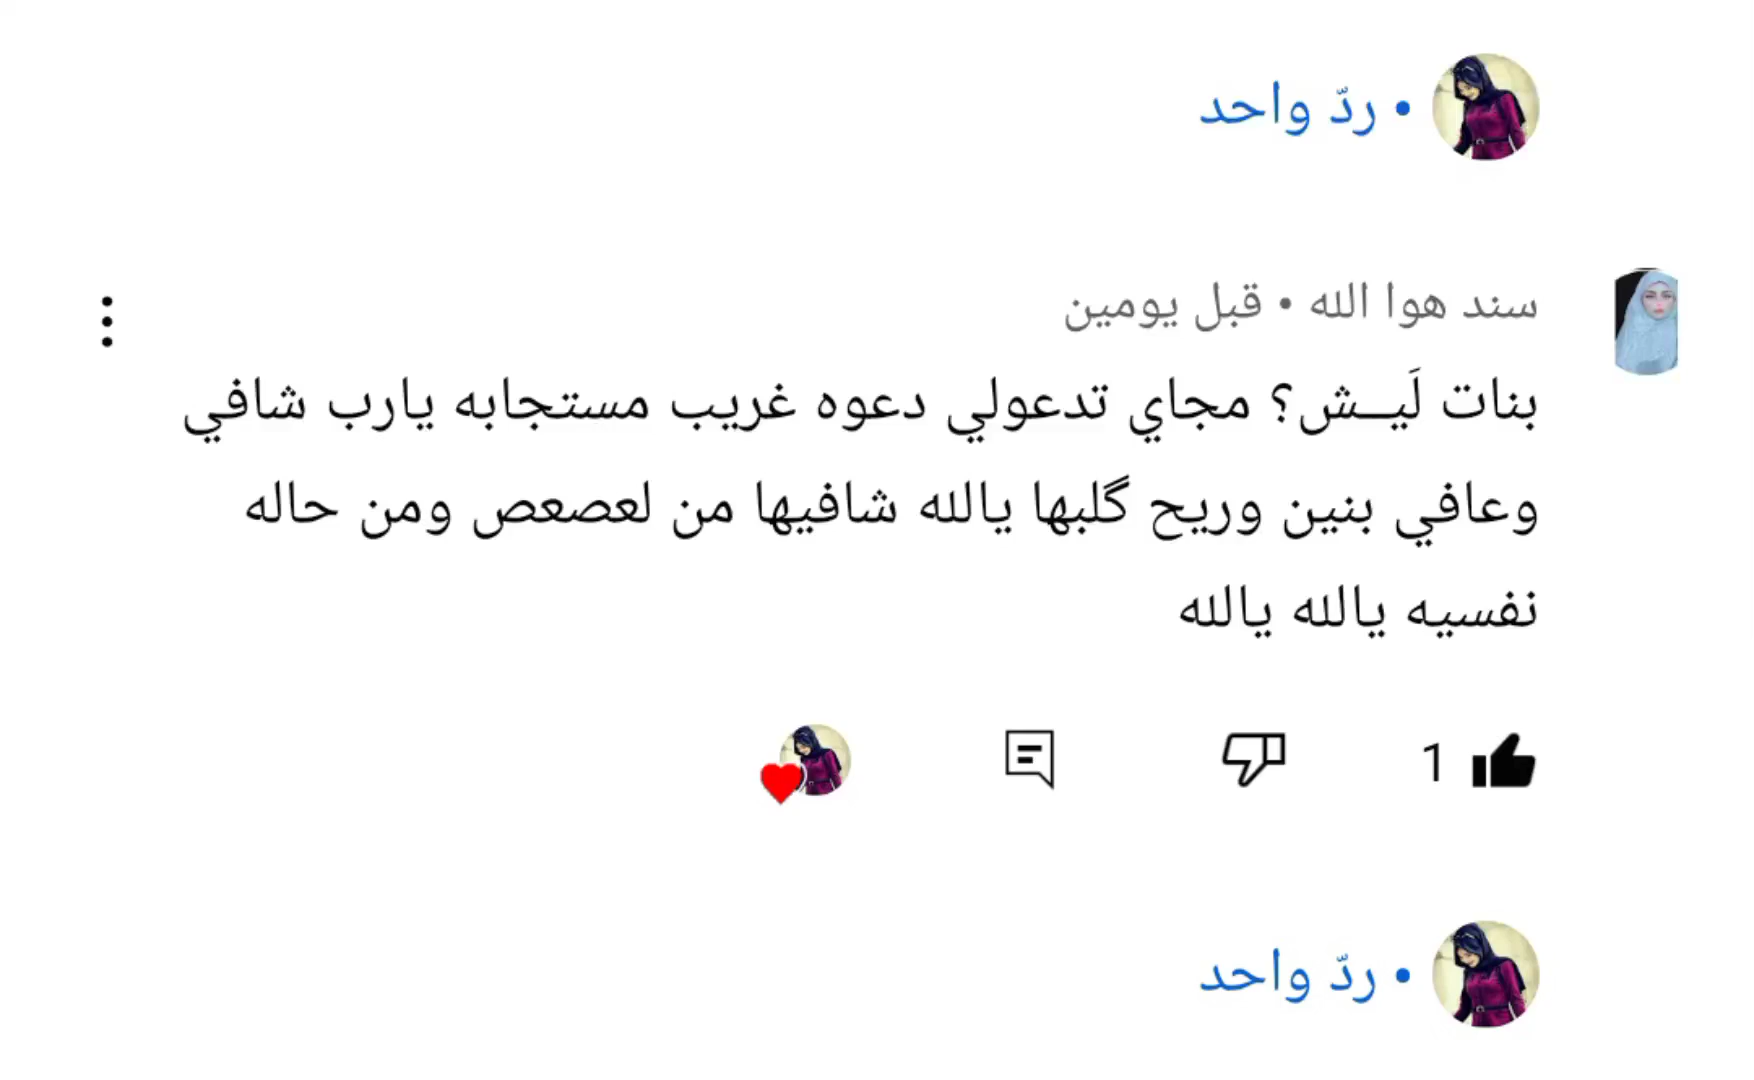 • ردّ واحد
سند هوا الله • قبل يومين
بنات لَيــش؟ مجاي تدعولي دعوه غريب مستجابه يارب شافي
وعافي بنين وريح گلبها يالله شافيها من لعصعص ومن حاله
نفسيه يالله يالله
1
• ردّ واحد